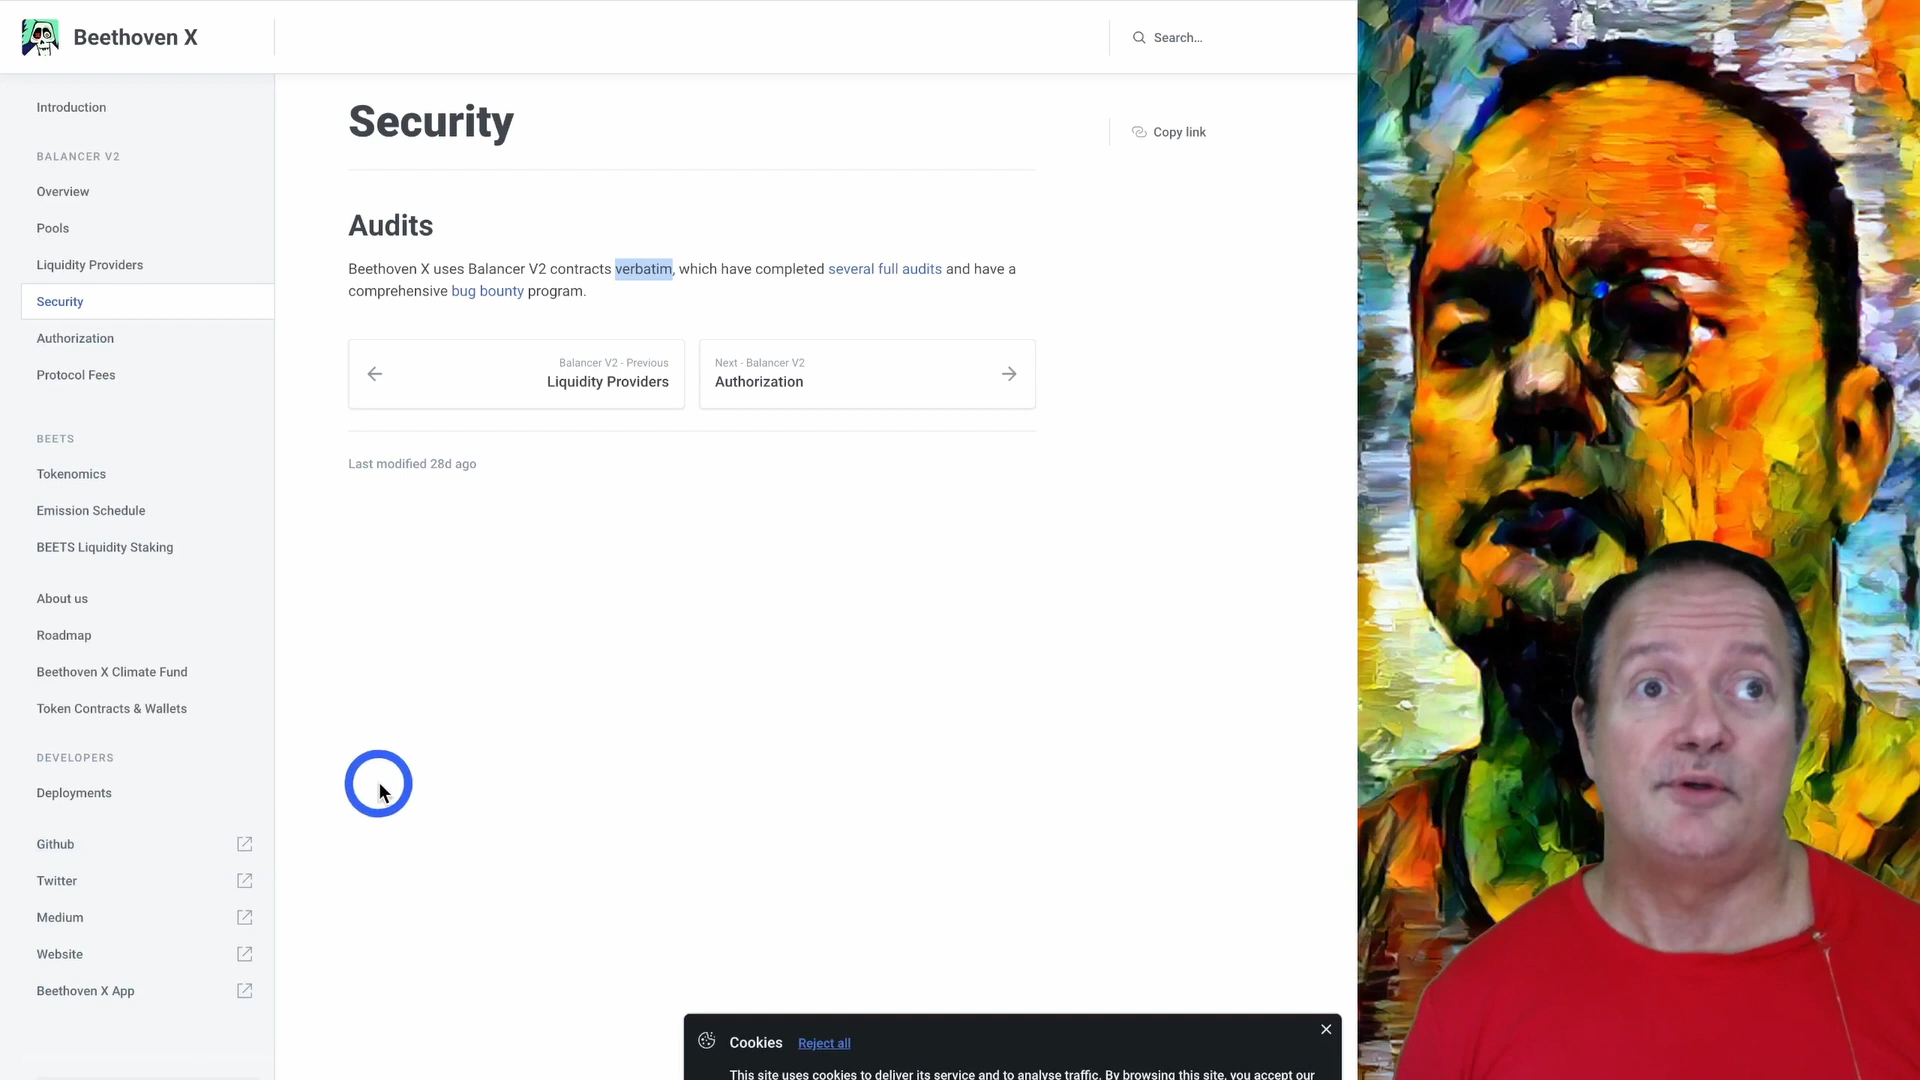 Beethoven X
Search...
Introduction
BALANCER V2
Overview
Pools
Liquidity Providers
Security
Authorization
Protocol Fees
BEETS
Tokenomics
Emission Schedule
BEETS Liquidity Staking
About us
Roadmap
Beethoven X Climate Fund
Token Contracts & Wallets
DEVELOPERS
Deployments
Github
Twitter
Medium
Website
Beethoven X App
Security
Copy link
Audits
Beethoven X uses Balancer V2 contracts verbatim, which have completed several full audits and have a
comprehensive bug bounty program.
Balancer V2 - Previous
Liquidity Providers
Next - Balancer V2
Authorization
Last modified 28d ago
Cookies Reject all
This site uses cookies to deliver its service and to analyse traffic. By browsing this site, you accept our